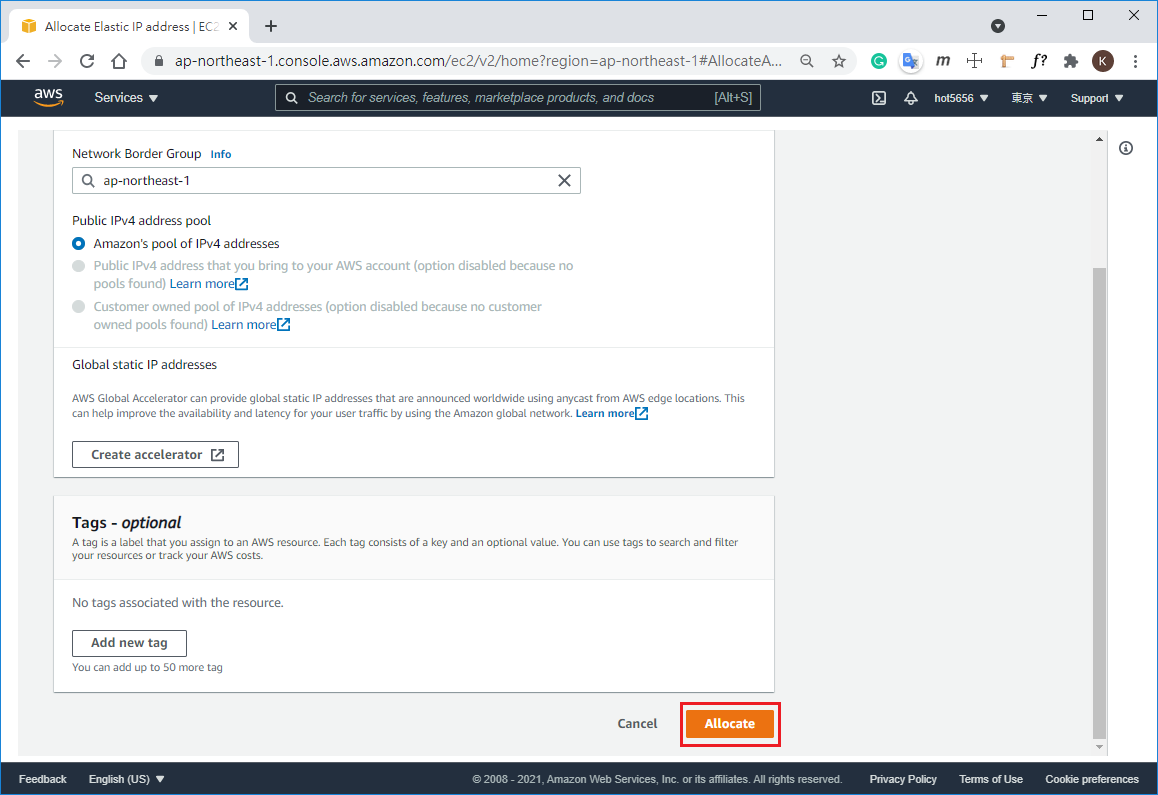 Allocate Elastic IP address | EC2
ap-northeast-1.console.aws.amazon.com/ec2/v2/home?region=ap-northeast-1#AllocateA...
m
f?
K
aws
Services
Search for services, features, marketplace products, and docs [Alt+S]
hot5656
東京
Support
Network Border Group Info
ap-northeast-1
Public IPv4 address pool
Amazon's pool of IPv4 addresses
Public IPv4 address that you bring to your AWS account (option disabled because no
pools found) Learn more
Customer owned pool of IPv4 addresses (option disabled because no customer
owned pools found) Learn more
Global static IP addresses
AWS Global Accelerator can provide global static IP addresses that are announced worldwide using anycast from AWS edge locations. This
can help improve the availability and latency for your user traffic by using the Amazon global network. Learn more
Create accelerator
Tags - optional
A tag is a label that you assign to an AWS resource. Each tag consists of a key and an optional value. You can use tags to search and filter
your resources or track your AWS costs.
No tags associated with the resource.
Add new tag
You can add up to 50 more tag
Cancel
Allocate
Feedback
English (US)
© 2008 - 2021, Amazon Web Services, Inc. or its affiliates. All rights reserved.
Privacy Policy
Terms of Use
Cookie preferences